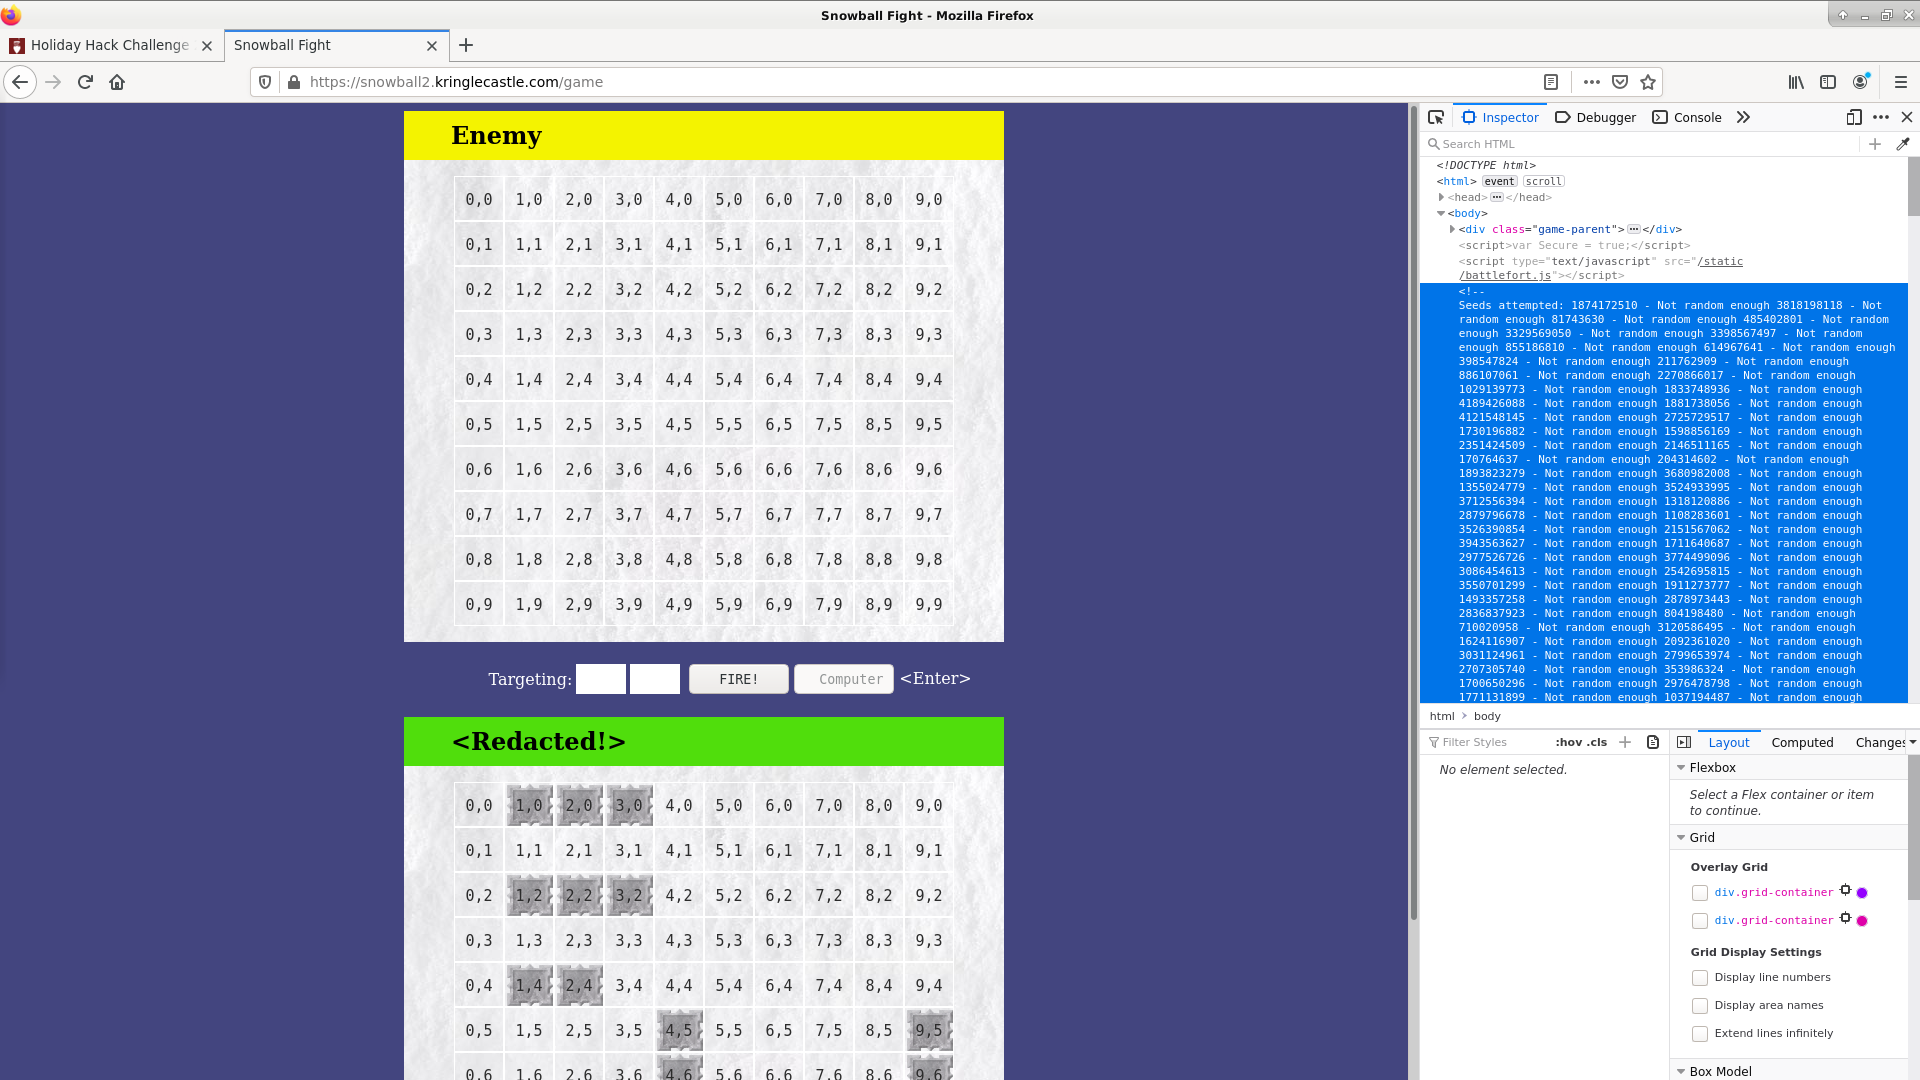 Snowball Fight - Mozilla Firefox
Holiday Hack Challenge
Snowball Fight
https://snowball2.kringlecastle.com/game
Enemy
0,0 1,0 2,0 3,0 4,0 5,0 6,0 7,0 8,0 9,0
0,1 1,1 2,1 3,1 4,1 5,1 6,1 7,1 8,1 9,1
0,2 1,2 2,2 3,2 4,2 5,2 6,2 7,2 8,2 9,2
0,3 1,3 2,3 3,3 4,3 5,3 6,3 7,3 8,3 9,3
0,4 1,4 2,4 3,4 4,4 5,4 6,4 7,4 8,4 9,4
0,5 1,5 2,5 3,5 4,5 5,5 6,5 7,5 8,5 9,5
0,6 1,6 2,6 3,6 4,6 5,6 6,6 7,6 8,6 9,6
0,7 1,7 2,7 3,7 4,7 5,7 6,7 7,7 8,7 9,7
0,8 1,8 2,8 3,8 4,8 5,8 6,8 7,8 8,8 9,8
0,9 1,9 2,9 3,9 4,9 5,9 6,9 7,9 8,9 9,9
Targeting: FIRE! Computer <Enter>
<Redacted!>
0,0 1,0 2,0 3,0 4,0 5,0 6,0 7,0 8,0 9,0
0,1 1,1 2,1 3,1 4,1 5,1 6,1 7,1 8,1 9,1
0,2 1,2 2,2 3,2 4,2 5,2 6,2 7,2 8,2 9,2
0,3 1,3 2,3 3,3 4,3 5,3 6,3 7,3 8,3 9,3
0,4 1,4 2,4 3,4 4,4 5,4 6,4 7,4 8,4 9,4
0,5 1,5 2,5 3,5 4,5 5,5 6,5 7,5 8,5 9,5
0,6 1,6 2,6 3,6 4,6 5,6 6,6 7,6 8,6 9,6
Inspector Debugger Console
Search HTML
<!DOCTYPE html>
<html> event scroll
<head> ··· </head>
<body>
<div class="game-parent"> ··· </div>
<script>var Secure = true;</script>
<script type="text/javascript" src="/static
/battlefort.js"></script>
<!--
Seeds attempted: 1874172510 - Not random enough 3818198118 - Not
random enough 81743630 - Not random enough 485402801 - Not random
enough 3329569050 - Not random enough 3398567497 - Not random
enough 855186810 - Not random enough 614967641 - Not random enough
398547824 - Not random enough 211762909 - Not random enough
886107061 - Not random enough 2270866017 - Not random enough
1029139773 - Not random enough 1833748936 - Not random enough
4189426088 - Not random enough 1881738056 - Not random enough
4121548145 - Not random enough 2725729517 - Not random enough
1730196882 - Not random enough 1598856169 - Not random enough
2351424509 - Not random enough 2146511165 - Not random enough
170764637 - Not random enough 204314602 - Not random enough
1893823279 - Not random enough 3680982008 - Not random enough
1355024779 - Not random enough 3524933995 - Not random enough
3712556394 - Not random enough 1318120886 - Not random enough
2879796678 - Not random enough 1108283601 - Not random enough
3526390854 - Not random enough 2151567062 - Not random enough
3943563627 - Not random enough 1711640687 - Not random enough
2977526726 - Not random enough 3774499096 - Not random enough
3086454613 - Not random enough 2542695815 - Not random enough
3550701299 - Not random enough 1911273777 - Not random enough
1493357258 - Not random enough 2878973443 - Not random enough
2836837923 - Not random enough 804198480 - Not random enough
710020958 - Not random enough 3120586495 - Not random enough
1624116907 - Not random enough 2092361020 - Not random enough
3031124961 - Not random enough 2799653974 - Not random enough
2707305740 - Not random enough 353986324 - Not random enough
1700650296 - Not random enough 2976478798 - Not random enough
1771131899 - Not random enough 1037194487 - Not random enough
html body
Filter Styles :hov .cls
No element selected.
Layout Computed Changes
Flexbox
Select a Flex container or item
to continue.
Grid
Overlay Grid
div.grid-container
div.grid-container
Grid Display Settings
Display line numbers
Display area names
Extend lines infinitely
Box Model